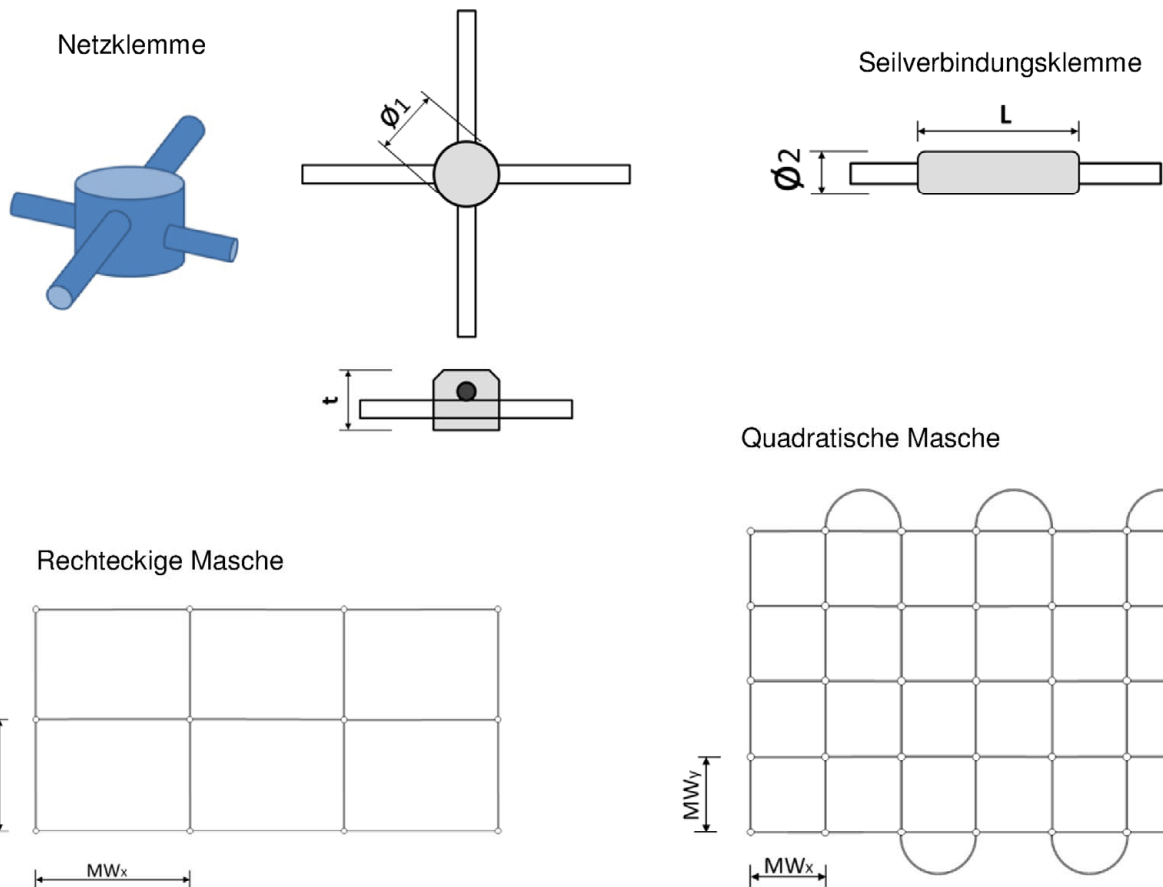 Netzklemme
Ø1
Seilverbindungsklemme
L
Ø2
t
Quadratische Masche
Rechteckige Masche
MWy
MWx
MWx